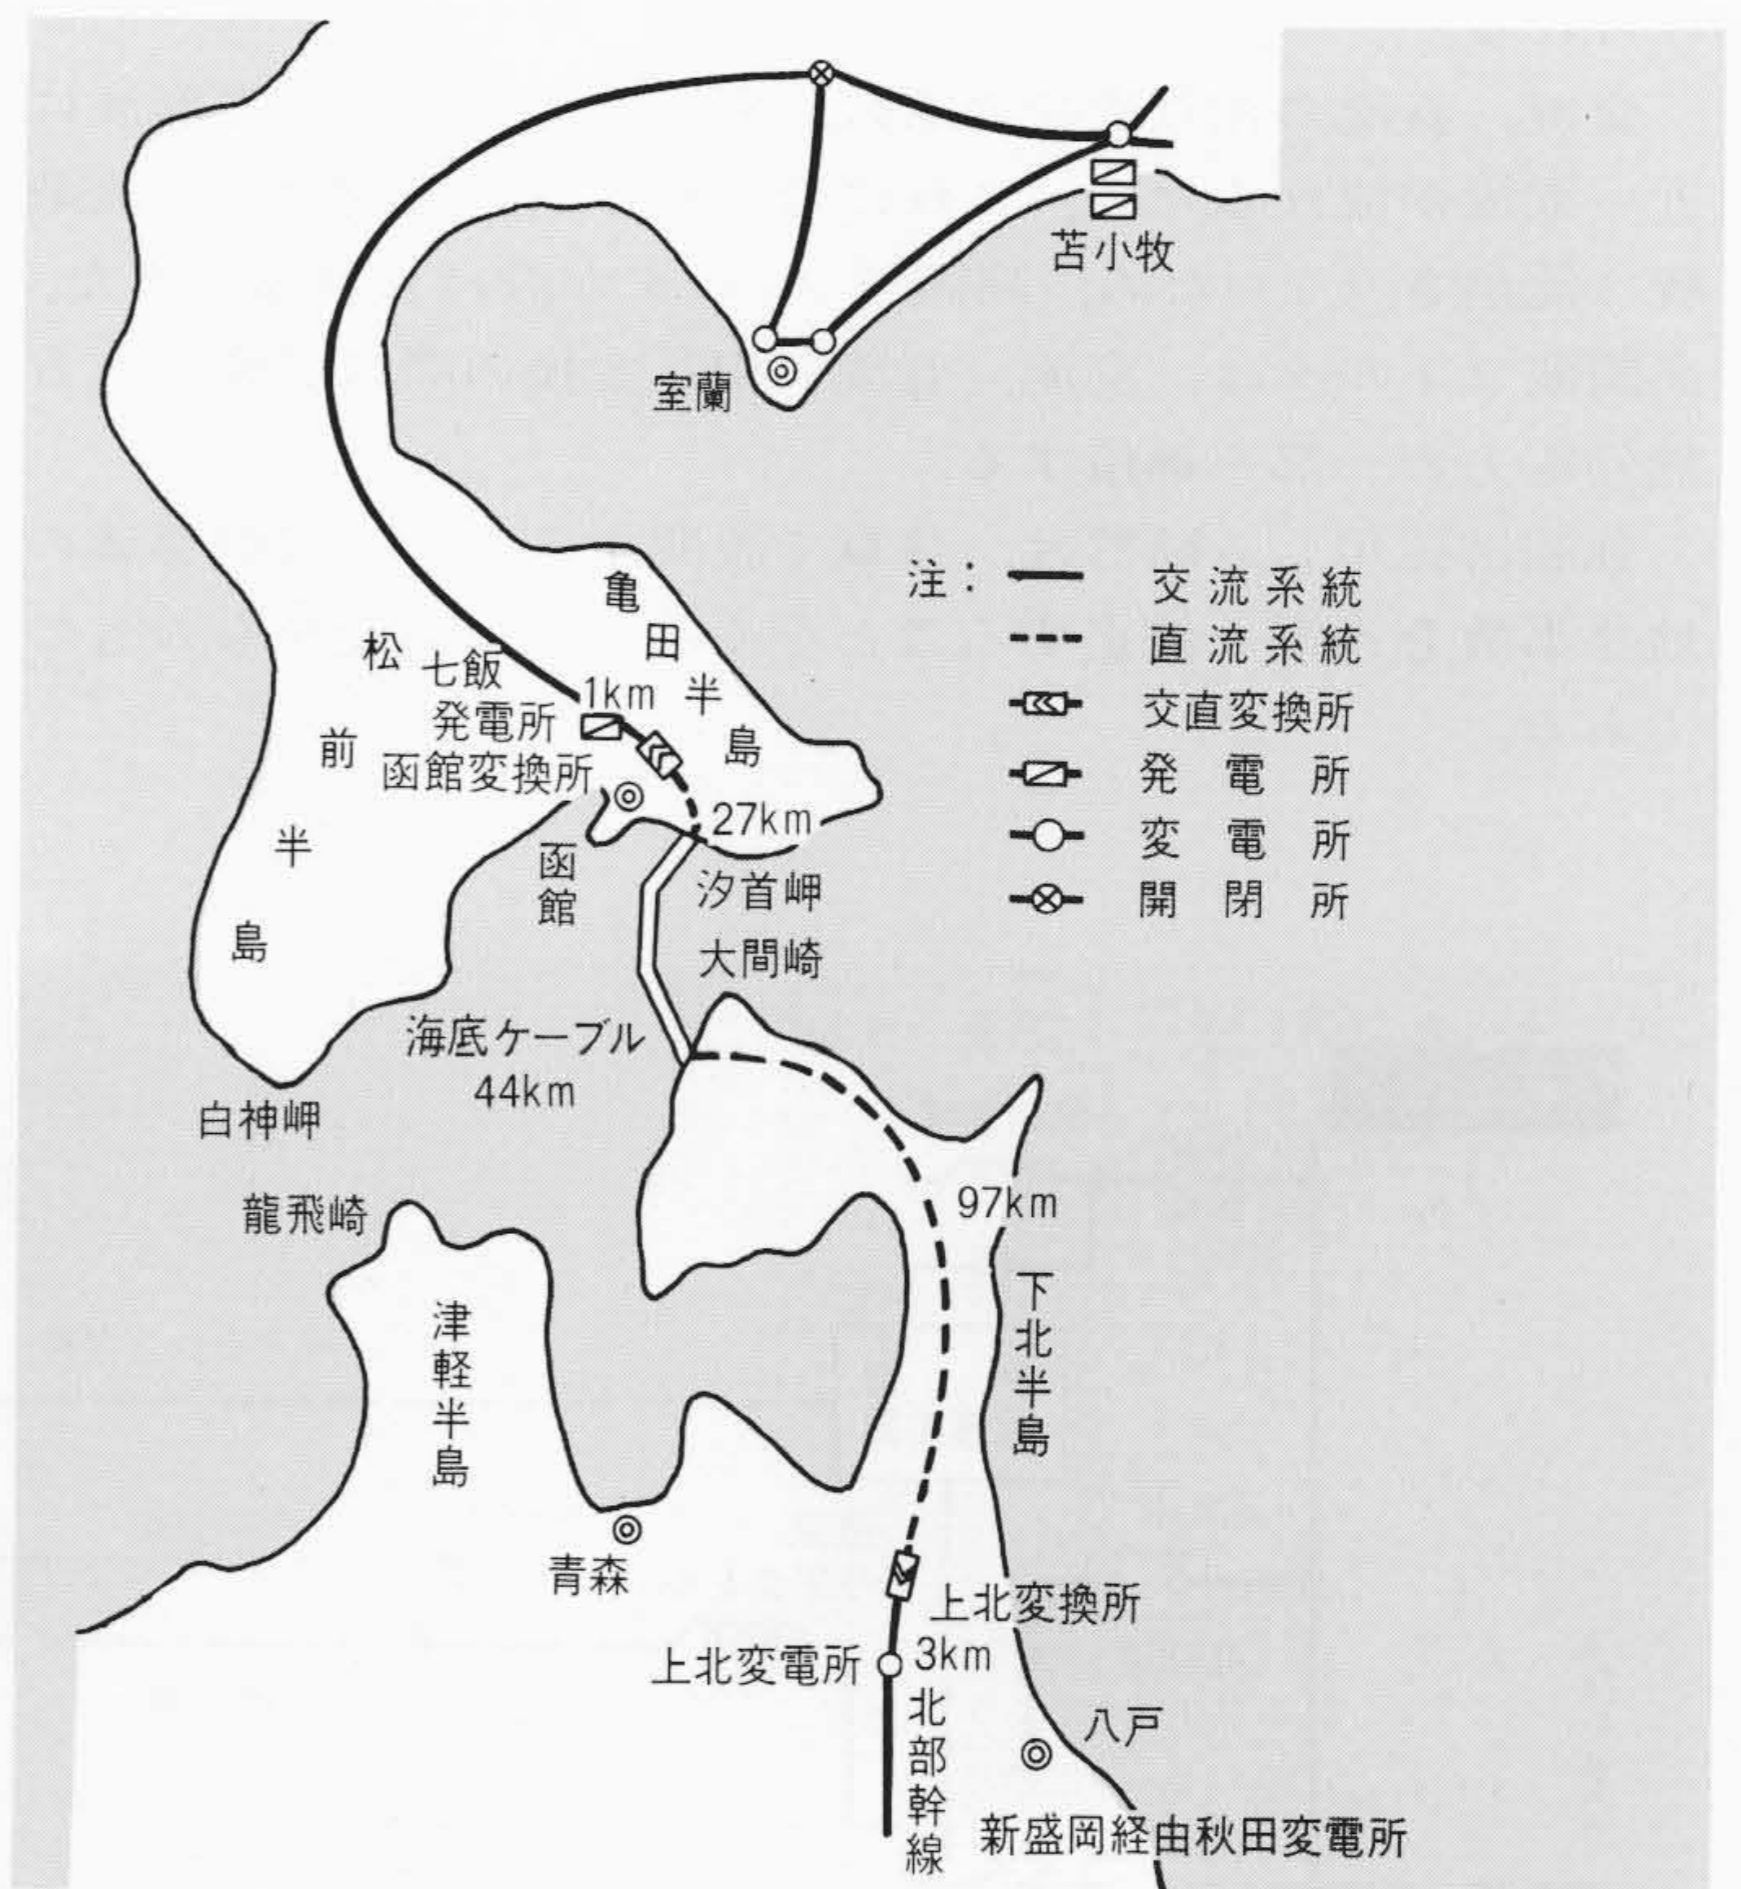 苫小牧
室蘭
注：
交流系統
直流系統
交直変換所
発電所
変電所
開閉所
亀田半島
松前半島
七飯
発電所
1km
函館変換所
27km
函館
汐首岬
大間崎
海底ケーブル
44km
白神岬
龍飛崎
97km
下北半島
津軽半島
青森
上北変換所
3km
上北変電所
北部幹線
八戸
新盛岡経由秋田変電所